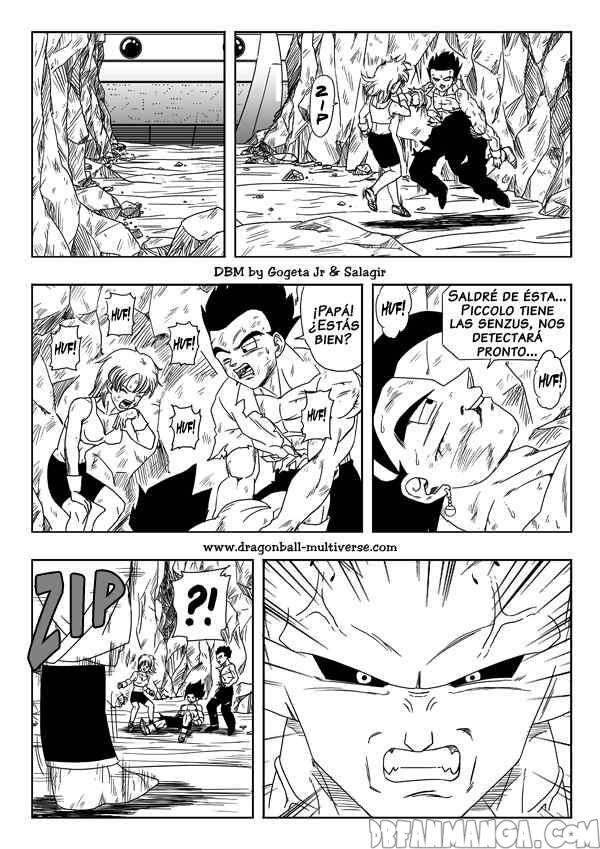 ZIP
DBM by Gogeta Jr & Salagir
HUF!
HUF!
HUF!
HUF!
HUF!
HUF!
¡PAPÁ!
¿ESTÁS
BIEN?
HUF!
SALDRÉ DE ÉSTA...
PICCOLO TIENE
LAS SENZUS, NOS
DETECTARÁ
PRONTO...
HUF!
HUF!
www.dragonball-multiverse.com
ZIP
?!
DBFANMANGA.COM